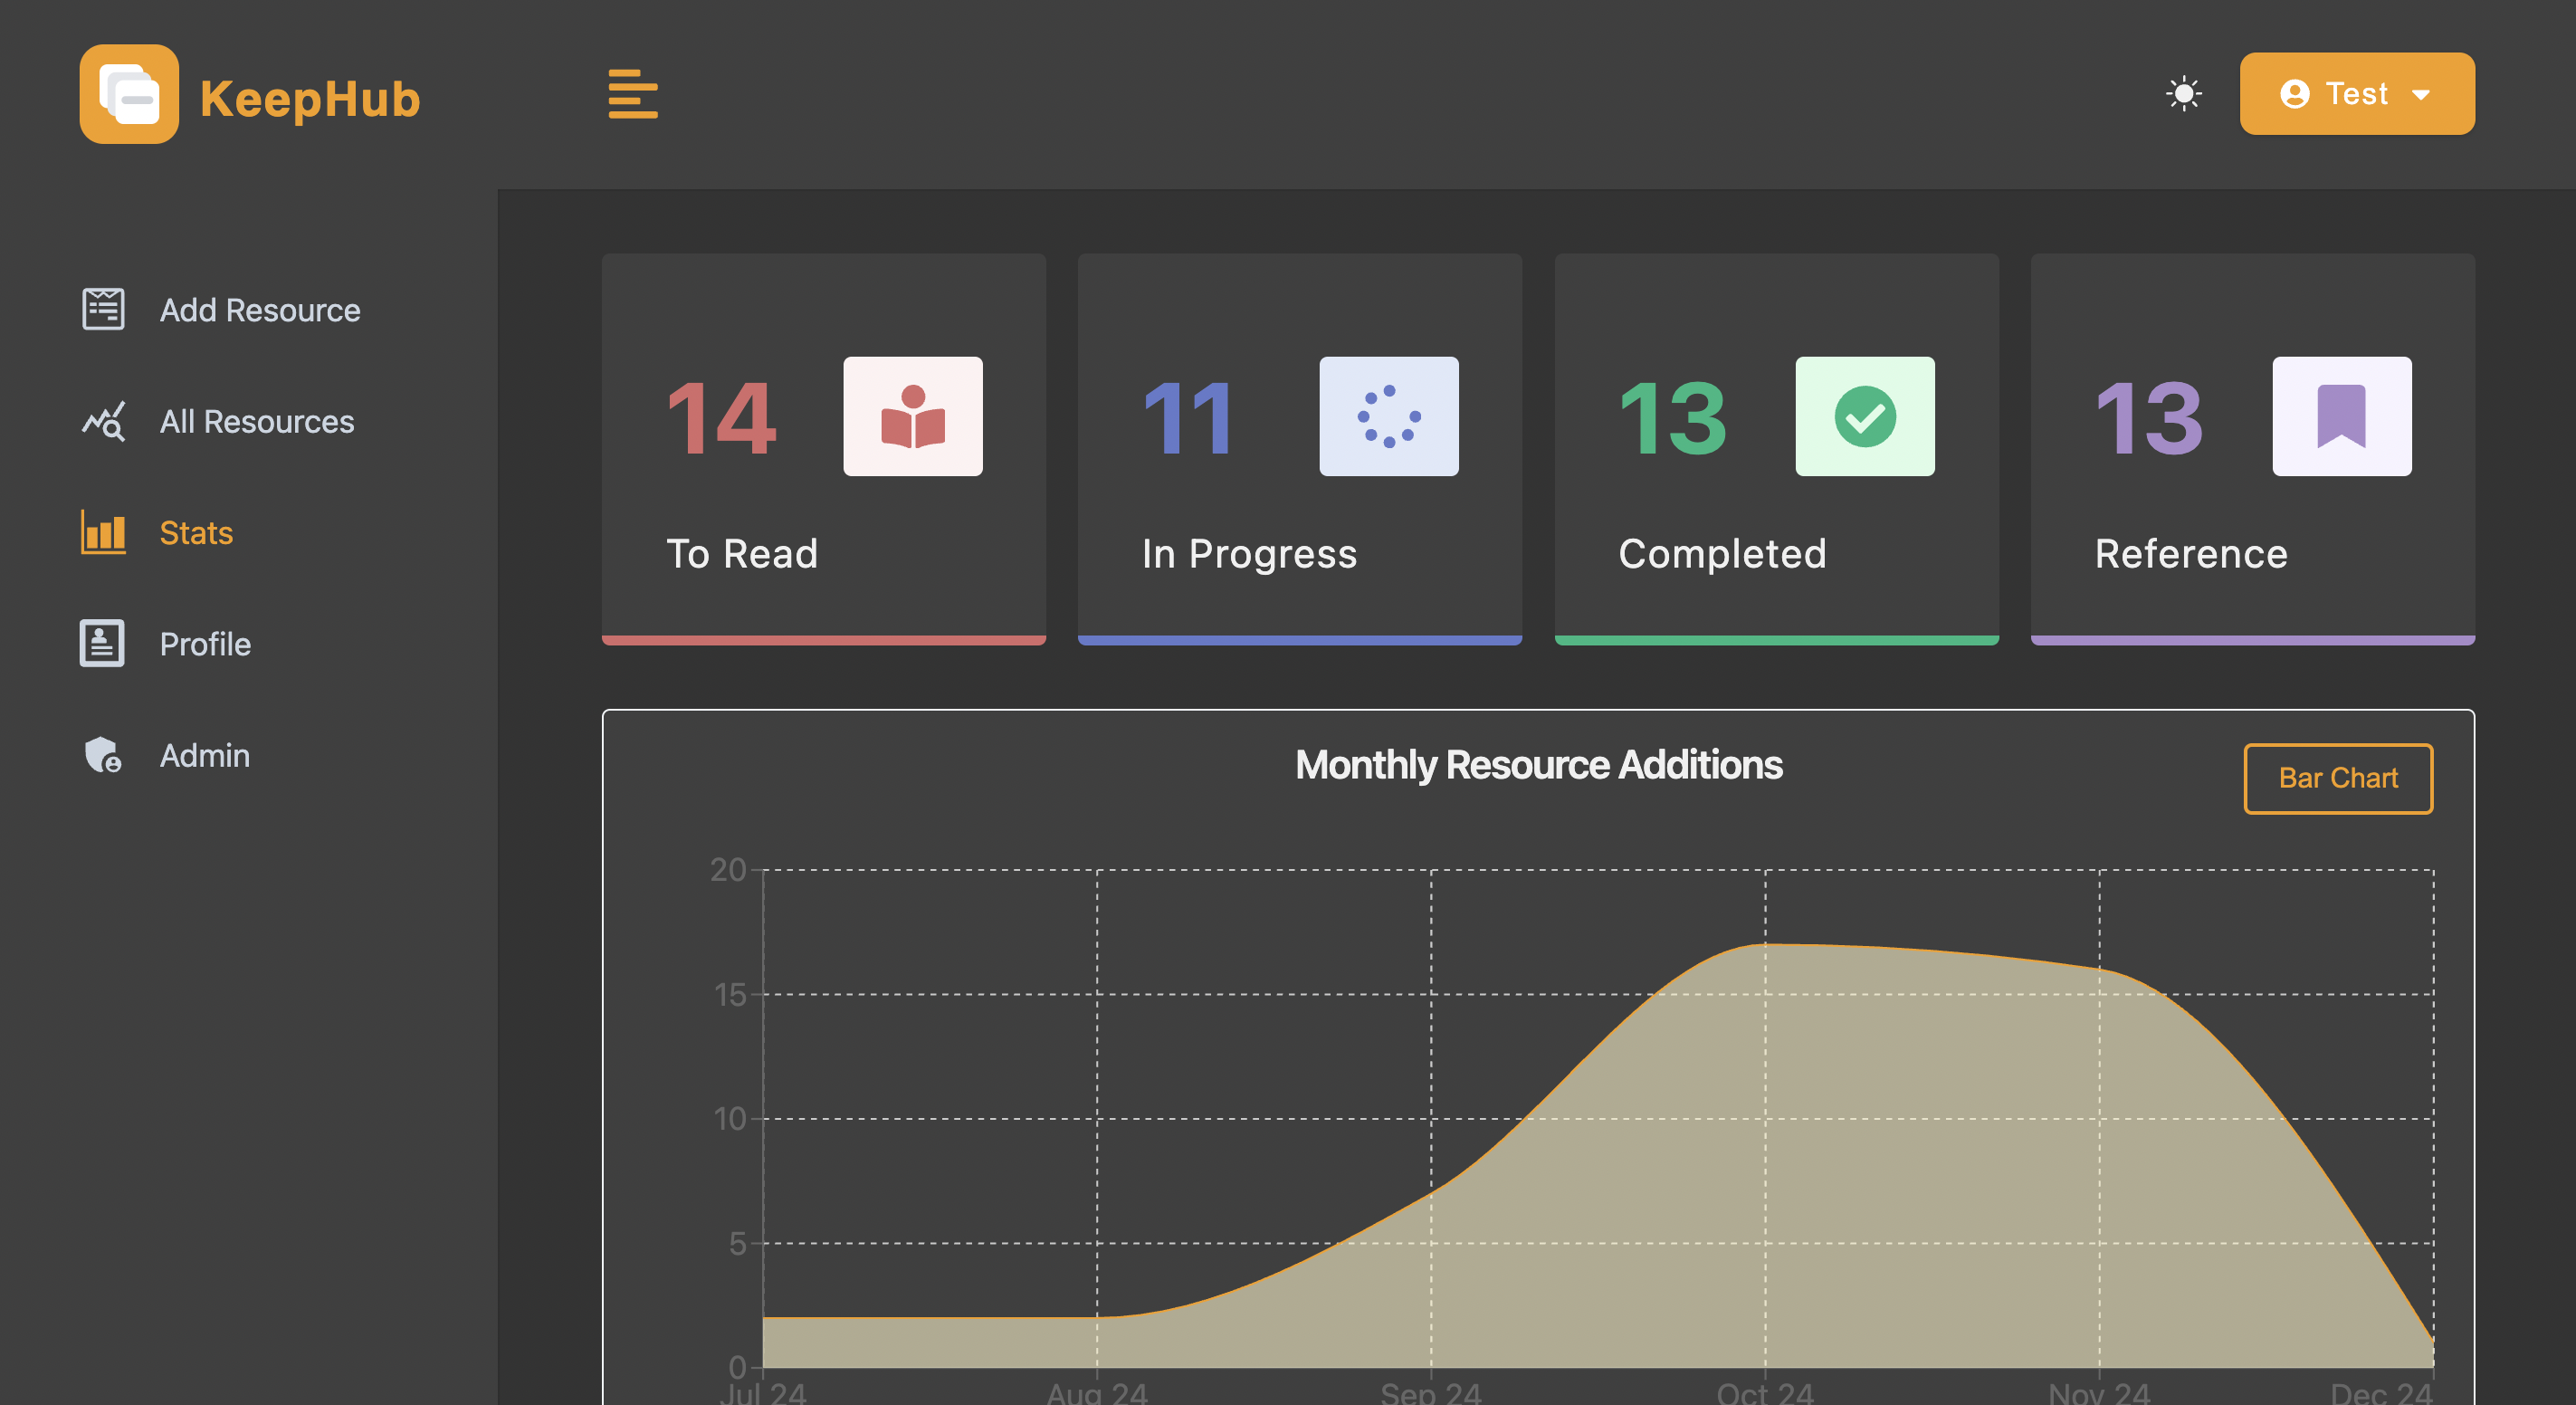 KeepHub
Test
Add Resource
All Resources
Stats
Profile
Admin
14
To Read
11
In Progress
13
Completed
13
Reference
Monthly Resource Additions
Bar Chart
20
15
10
5
0
Jul 24
Aug 24
Sep 24
Oct 24
Nov 24
Dec 24